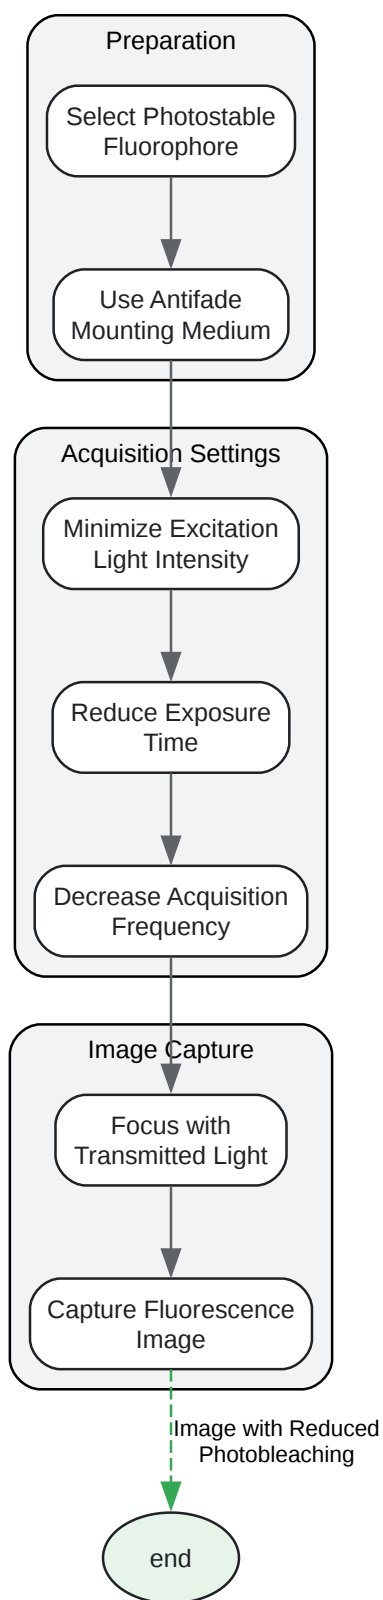 Preparation
Select Photostable
Fluorophore
Use Antifade
Mounting Medium
Acquisition Settings
Minimize Excitation
Light Intensity
Reduce Exposure
Time
Decrease Acquisition
Frequency
Image Capture
Focus with
Transmitted Light
Capture Fluorescence
Image
Image with Reduced
Photobleaching
end